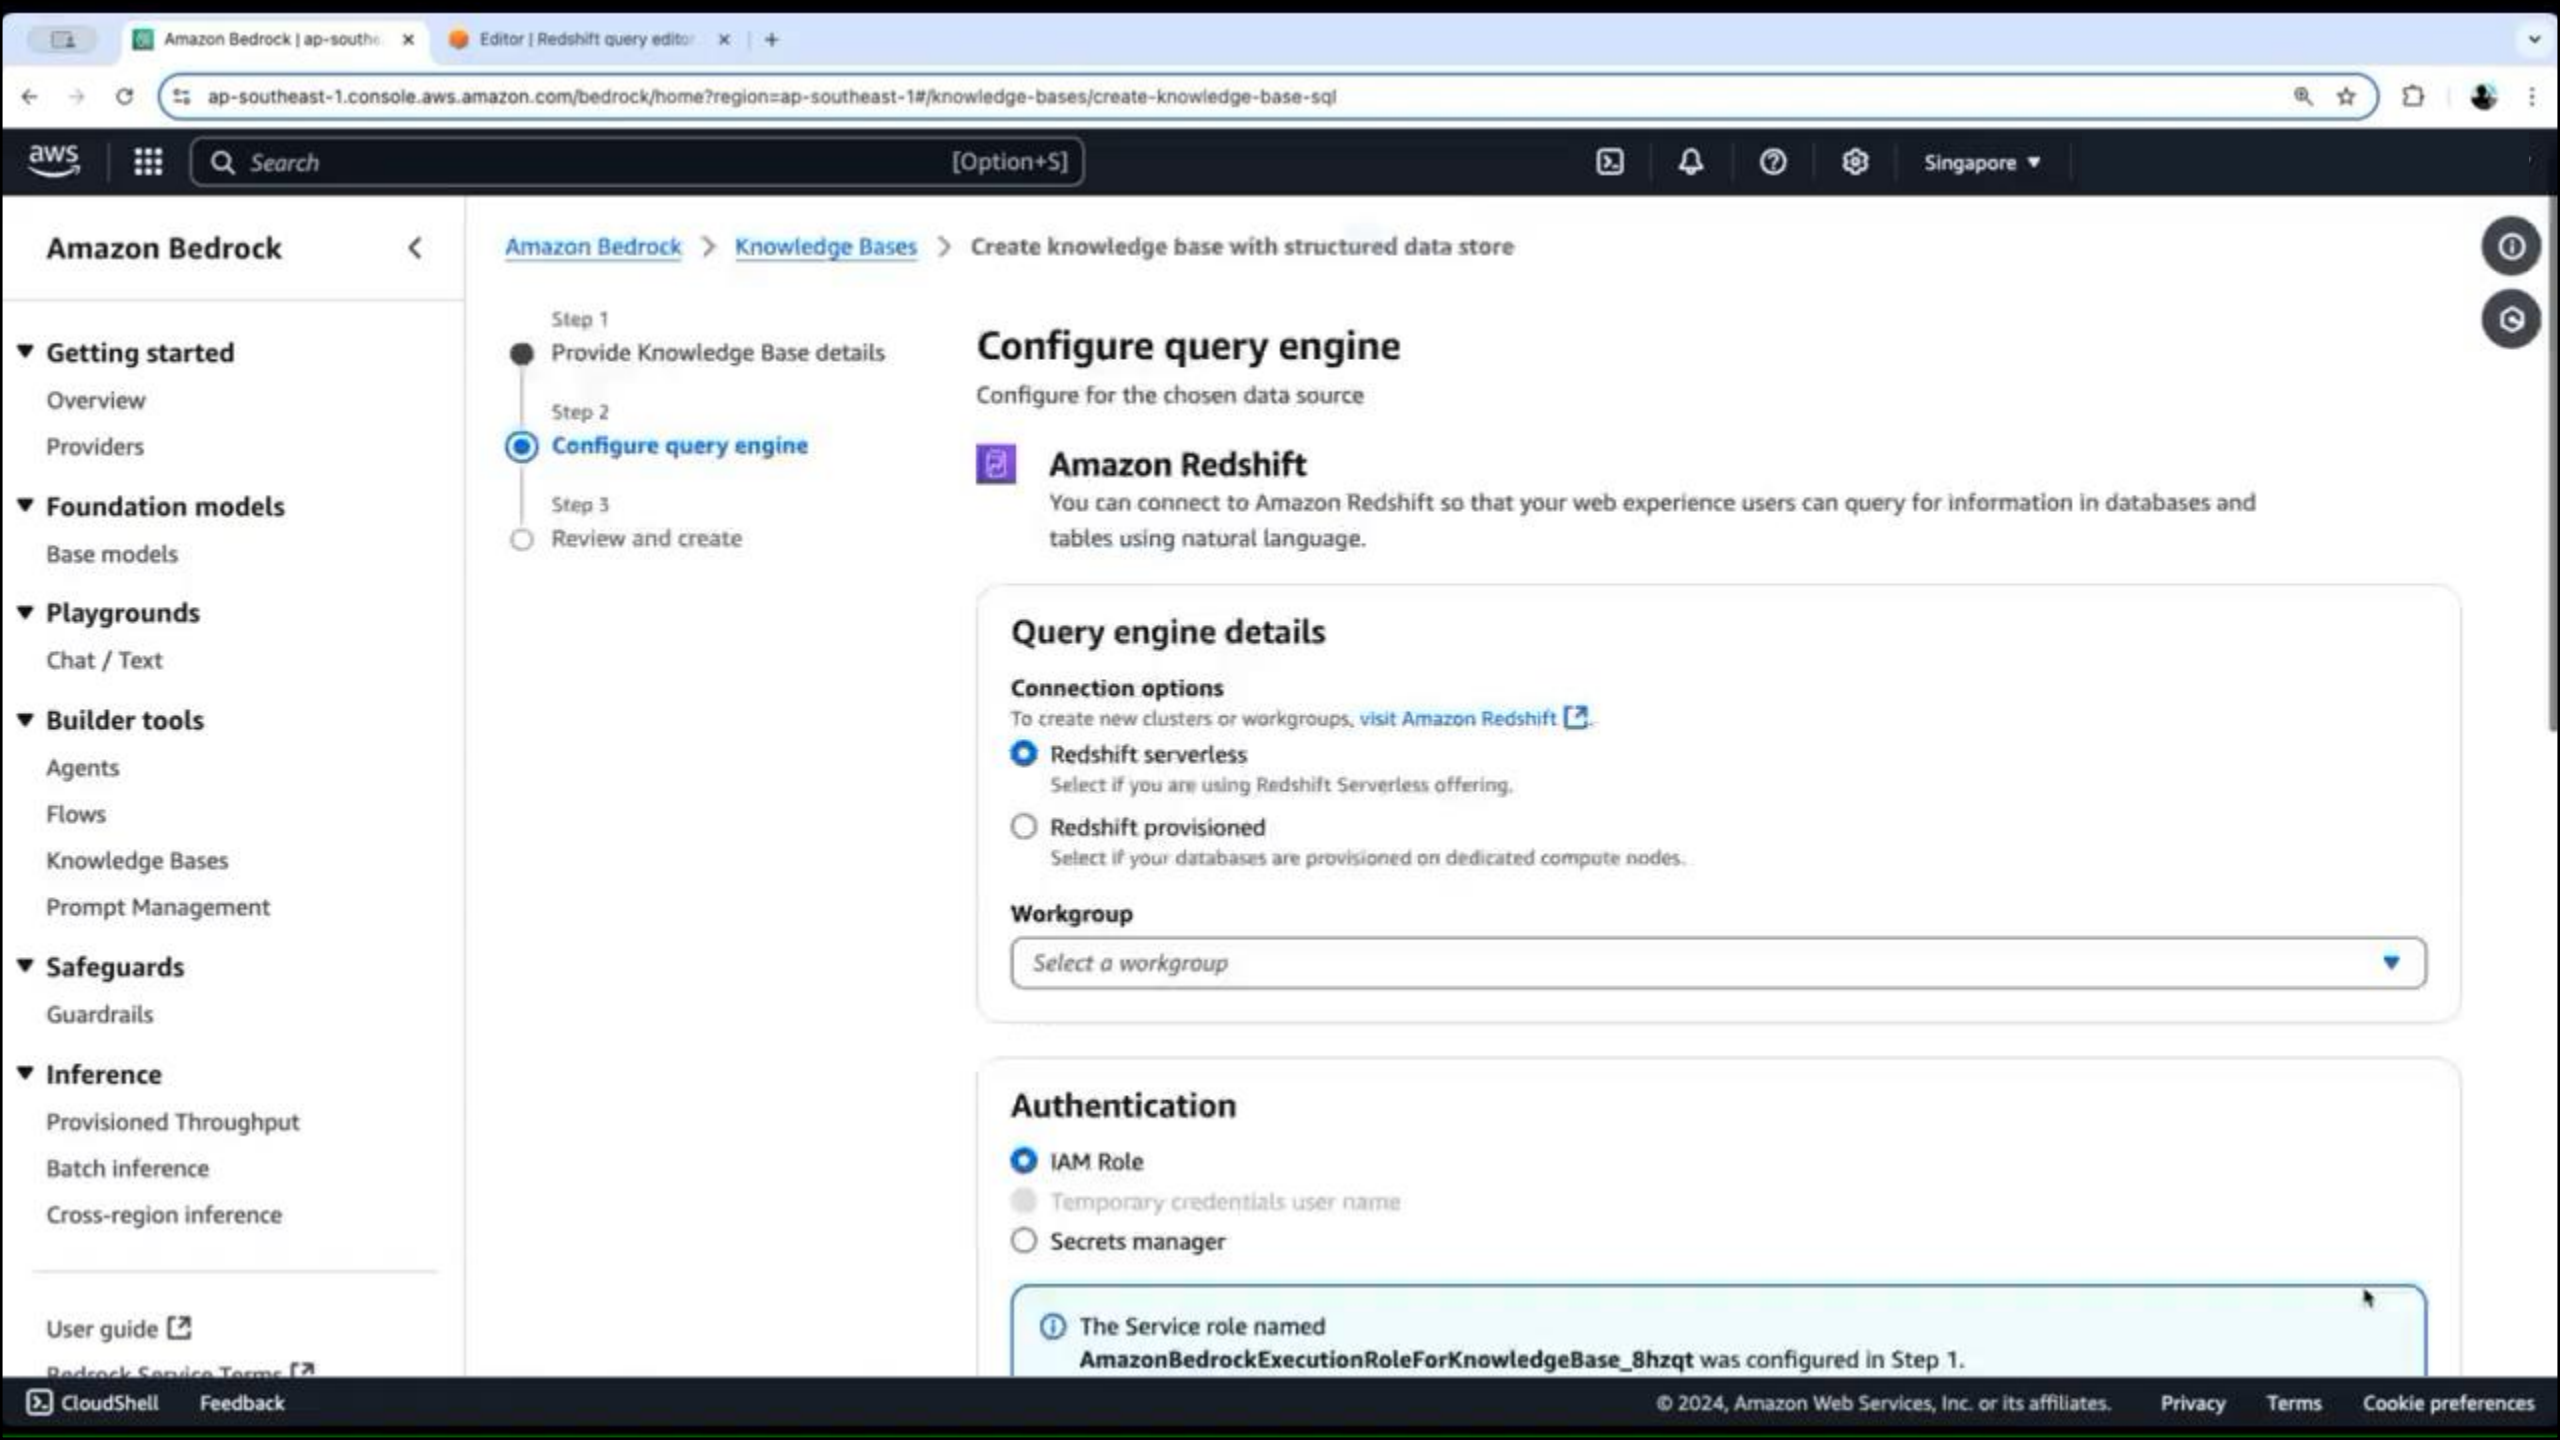 Amazon Bedrock | ap-southe
Editor | Redshift query editor
ap-southeast-1.console.aws.amazon.com/bedrock/home?region=ap-southeast-1#/knowledge-bases/create-knowledge-base-sql
aws
Search
[Option+S]
Singapore
Amazon Bedrock
Getting started
Overview
Providers
Foundation models
Base models
Playgrounds
Chat / Text
Builder tools
Agents
Flows
Knowledge Bases
Prompt Management
Safeguards
Guardrails
Inference
Provisioned Throughput
Batch inference
Cross-region inference
User guide
Bedrock Service Terms
Amazon Bedrock > Knowledge Bases > Create knowledge base with structured data store
Step 1
Provide Knowledge Base details
Step 2
Configure query engine
Step 3
Review and create
Configure query engine
Configure for the chosen data source
Amazon Redshift
You can connect to Amazon Redshift so that your web experience users can query for information in databases and
tables using natural language.
Query engine details
Connection options
To create new clusters or workgroups, visit Amazon Redshift.
Redshift serverless
Select if you are using Redshift Serverless offering.
Redshift provisioned
Select if your databases are provisioned on dedicated compute nodes.
Workgroup
Select a workgroup
Authentication
IAM Role
Temporary credentials user name
Secrets manager
The Service role named
AmazonBedrockExecutionRoleForKnowledgeBase_8hzqt was configured in Step 1.
CloudShell
Feedback
© 2024, Amazon Web Services, Inc. or its affiliates.
Privacy
Terms
Cookie preferences